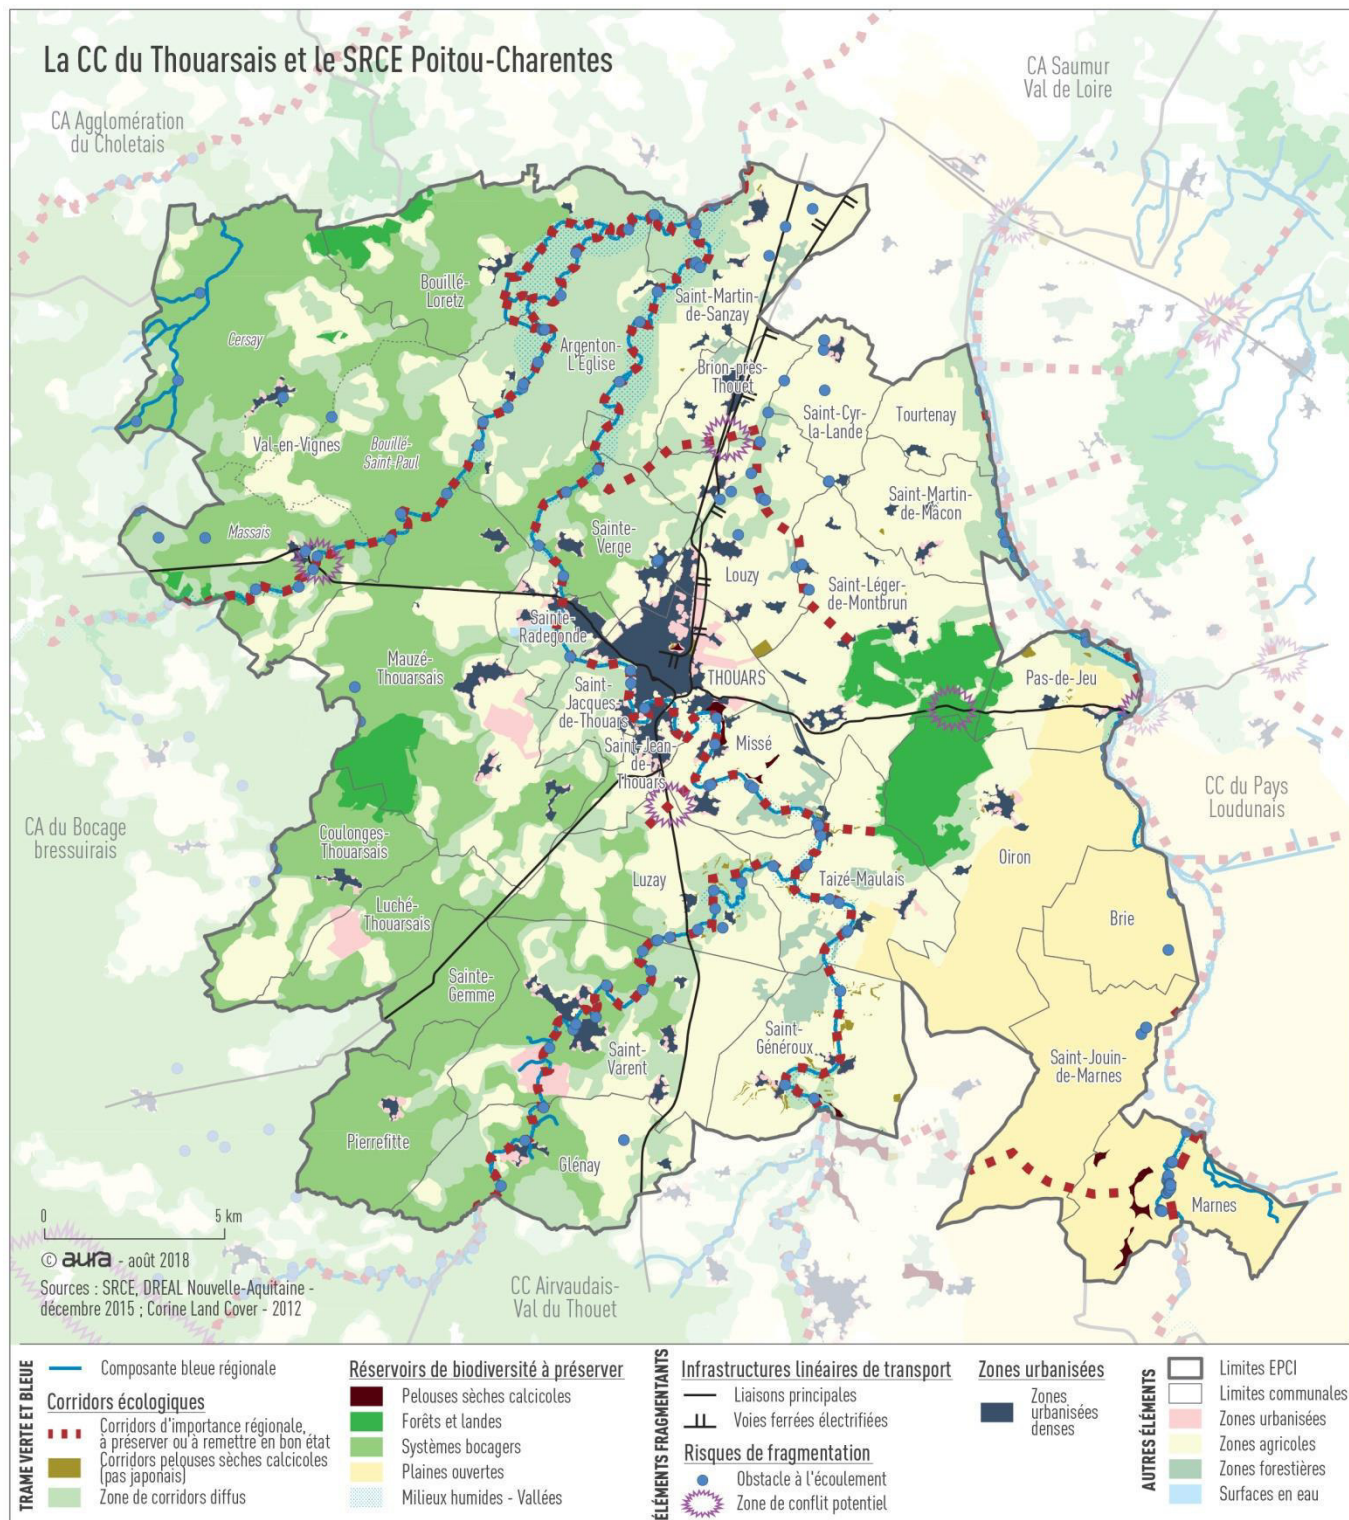 La CC du Thouarsais et le SRCE Poitou-Charentes
CA Saumur
Val de Loire
CA Agglomération
du Choletais
Bouillé-
Loretz
Saint-Martin-
de-Sanzay
Cersay
Argenton-
L'Eglise
Brion-près-
Thouet
Saint-Cyr-
la-Lande
Tourtenay
Val-en-Vignes
Bouillé-
Saint-Paul
Saint-Martin-
de-Mâcon
Massais
Sainte-
Verge
Louzy
Saint-Léger-
de-Montbrun
Sainte-
Radegonde
Mauzé-
Thouarsais
THOUARS
Pas-de-Jeu
Saint-
Jacques-
de-Thouars
Missé
Saint-Jean-
de-
Thouars
CC du Pays
Loudunais
CA du Bocage
bressuirais
Coulonges-
Thouarsais
Oiron
Luzay
Taizé-Maulais
Luché-
Thouarsais
Brie
Sainte-
Gemme
Saint-
Généroux
Saint-
Varent
Saint-Jouin-
de-Marnes
Pierrefitte
Glénay
Marnes
0 5 km
© aura - août 2018
Sources : SRCE, DREAL Nouvelle-Aquitaine -
décembre 2015 ; Corine Land Cover - 2012
CC Airvaudais-
Val du Thouet
TRAME VERTE ET BLEUE
Composante bleue régionale
Corridors écologiques
Corridors d'importance régionale,
à préserver ou à remettre en bon état
Corridors pelouses sèches calcicoles
(pas japonais)
Zone de corridors diffus
Réservoirs de biodiversité à préserver
Pelouses sèches calcicoles
Forêts et landes
Systèmes bocagers
Plaines ouvertes
Milieux humides - Vallées
ÉLÉMENTS FRAGMENTANTS
Infrastructures linéaires de transport
Liaisons principales
Voies ferrées électrifiées
Risques de fragmentation
Obstacle à l'écoulement
Zone de conflit potentiel
Zones urbanisées
Zones
urbanisées
denses
AUTRES ÉLÉMENTS
Limites EPCI
Limites communales
Zones urbanisées
Zones agricoles
Zones forestières
Surfaces en eau